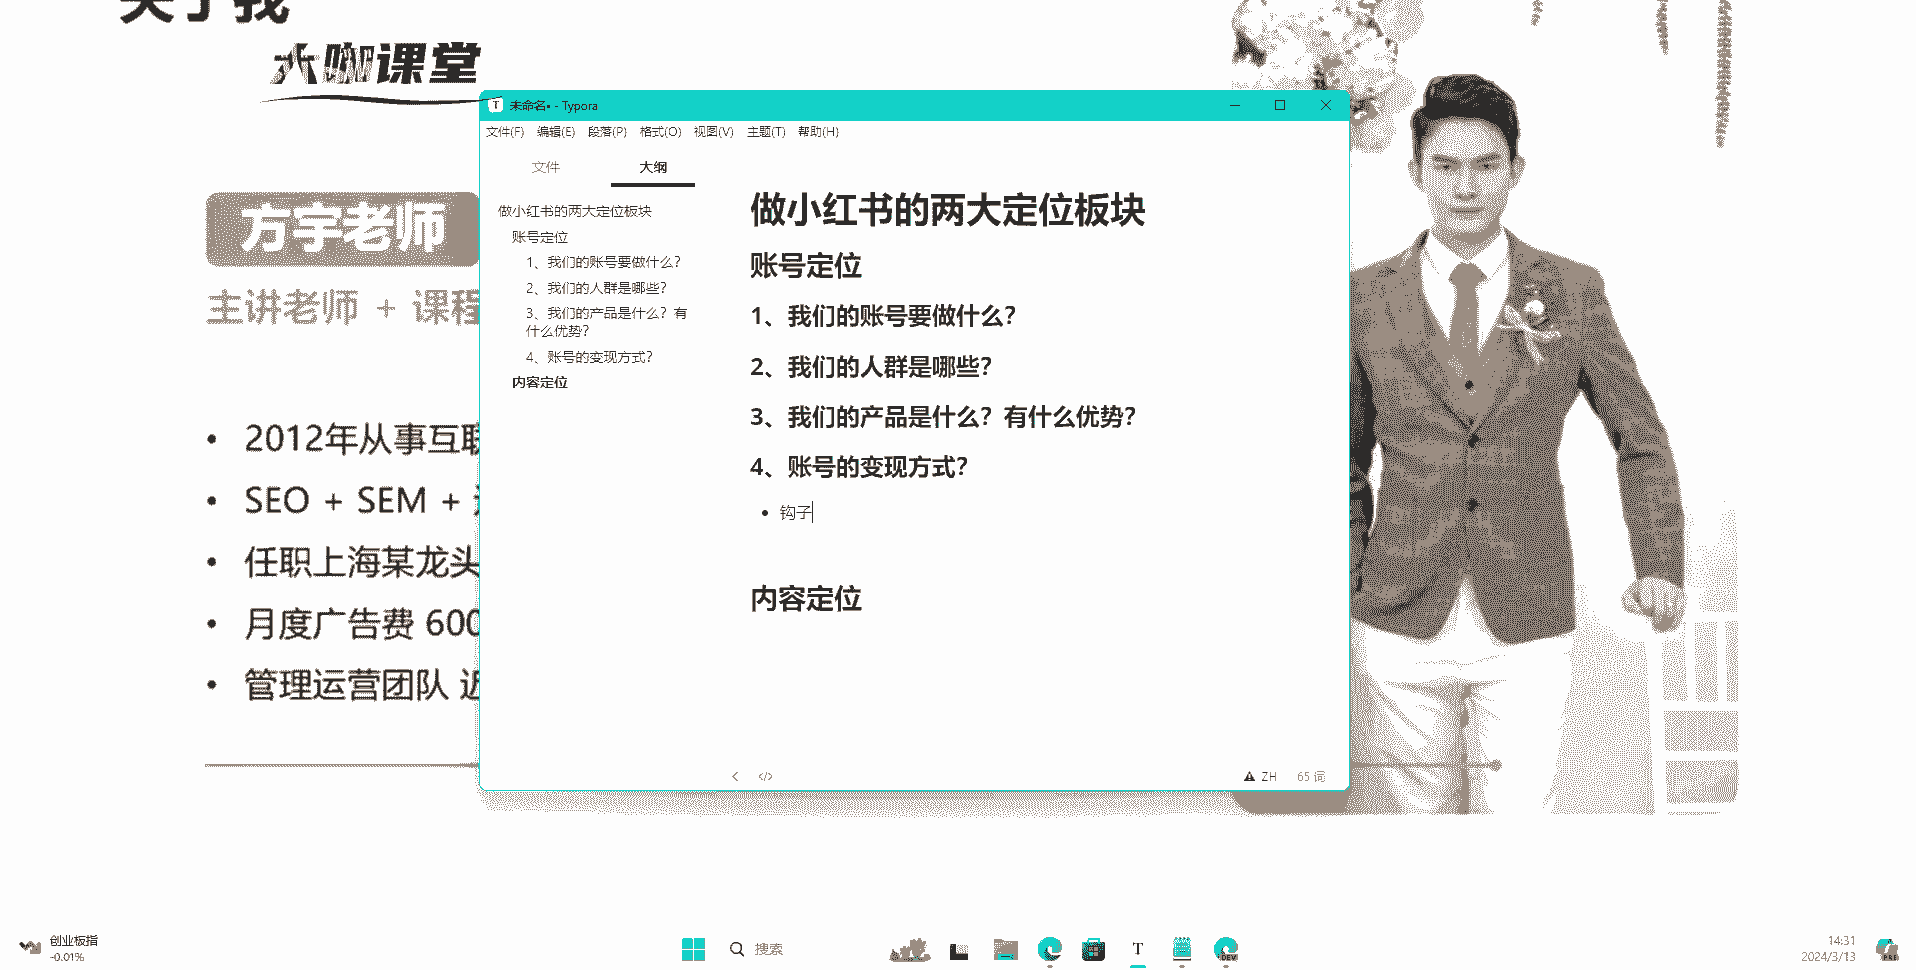 关于我
大咖课堂
方宇老师
主讲老师 + 课程
• 2012年从事互联
• SEO + SEM +
• 任职上海某龙头
• 月度广告费 600
• 管理运营团队 近
未命名• - Typora
文件(F) 编辑(E) 段落(P) 格式(O) 视图(V) 主题(T) 帮助(H)
文件 大纲
做小红书的两大定位板块
账号定位
1、我们的账号要做什么?
2、我们的人群是哪些?
3、我们的产品是什么? 有
什么优势?
4、账号的变现方式?
内容定位
做小红书的两大定位板块
账号定位
1、我们的账号要做什么?
2、我们的人群是哪些?
3、我们的产品是什么? 有什么优势?
4、账号的变现方式?
• 钩子
内容定位
ZH 65 词
创业板指
-0.01%
搜索
14:31
2024/3/13